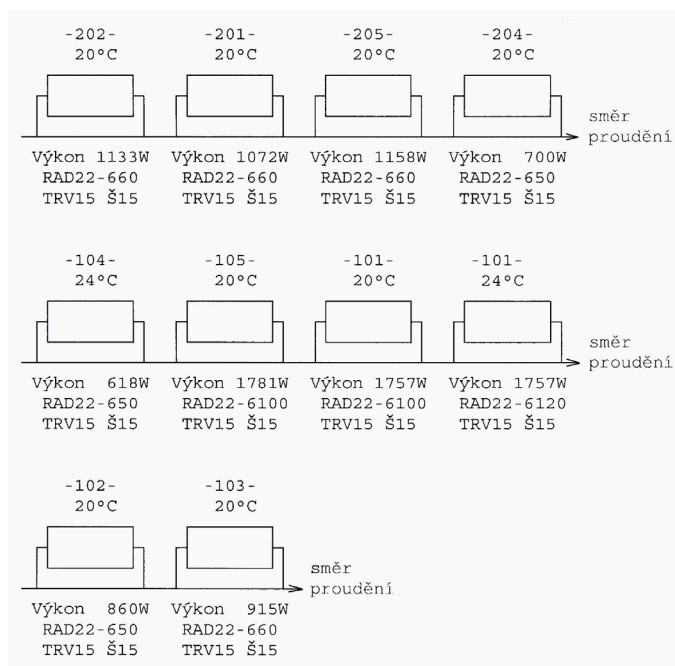 -202- -201- -205- -204-
20°C 20°C 20°C 20°C
směr
proudění
Výkon 1133W Výkon 1072W Výkon 1158W Výkon 700W
RAD22-660 RAD22-660 RAD22-660 RAD22-650
TRV15 Š15 TRV15 Š15 TRV15 Š15 TRV15 Š15
-104- -105- -101- -101-
24°C 20°C 20°C 24°C
směr
proudění
Výkon 618W Výkon 1781W Výkon 1757W Výkon 1757W
RAD22-650 RAD22-6100 RAD22-6100 RAD22-6120
TRV15 Š15 TRV15 Š15 TRV15 Š15 TRV15 Š15
-102- -103-
20°C 20°C
směr
proudění
Výkon 860W Výkon 915W
RAD22-650 RAD22-660
TRV15 Š15 TRV15 Š15